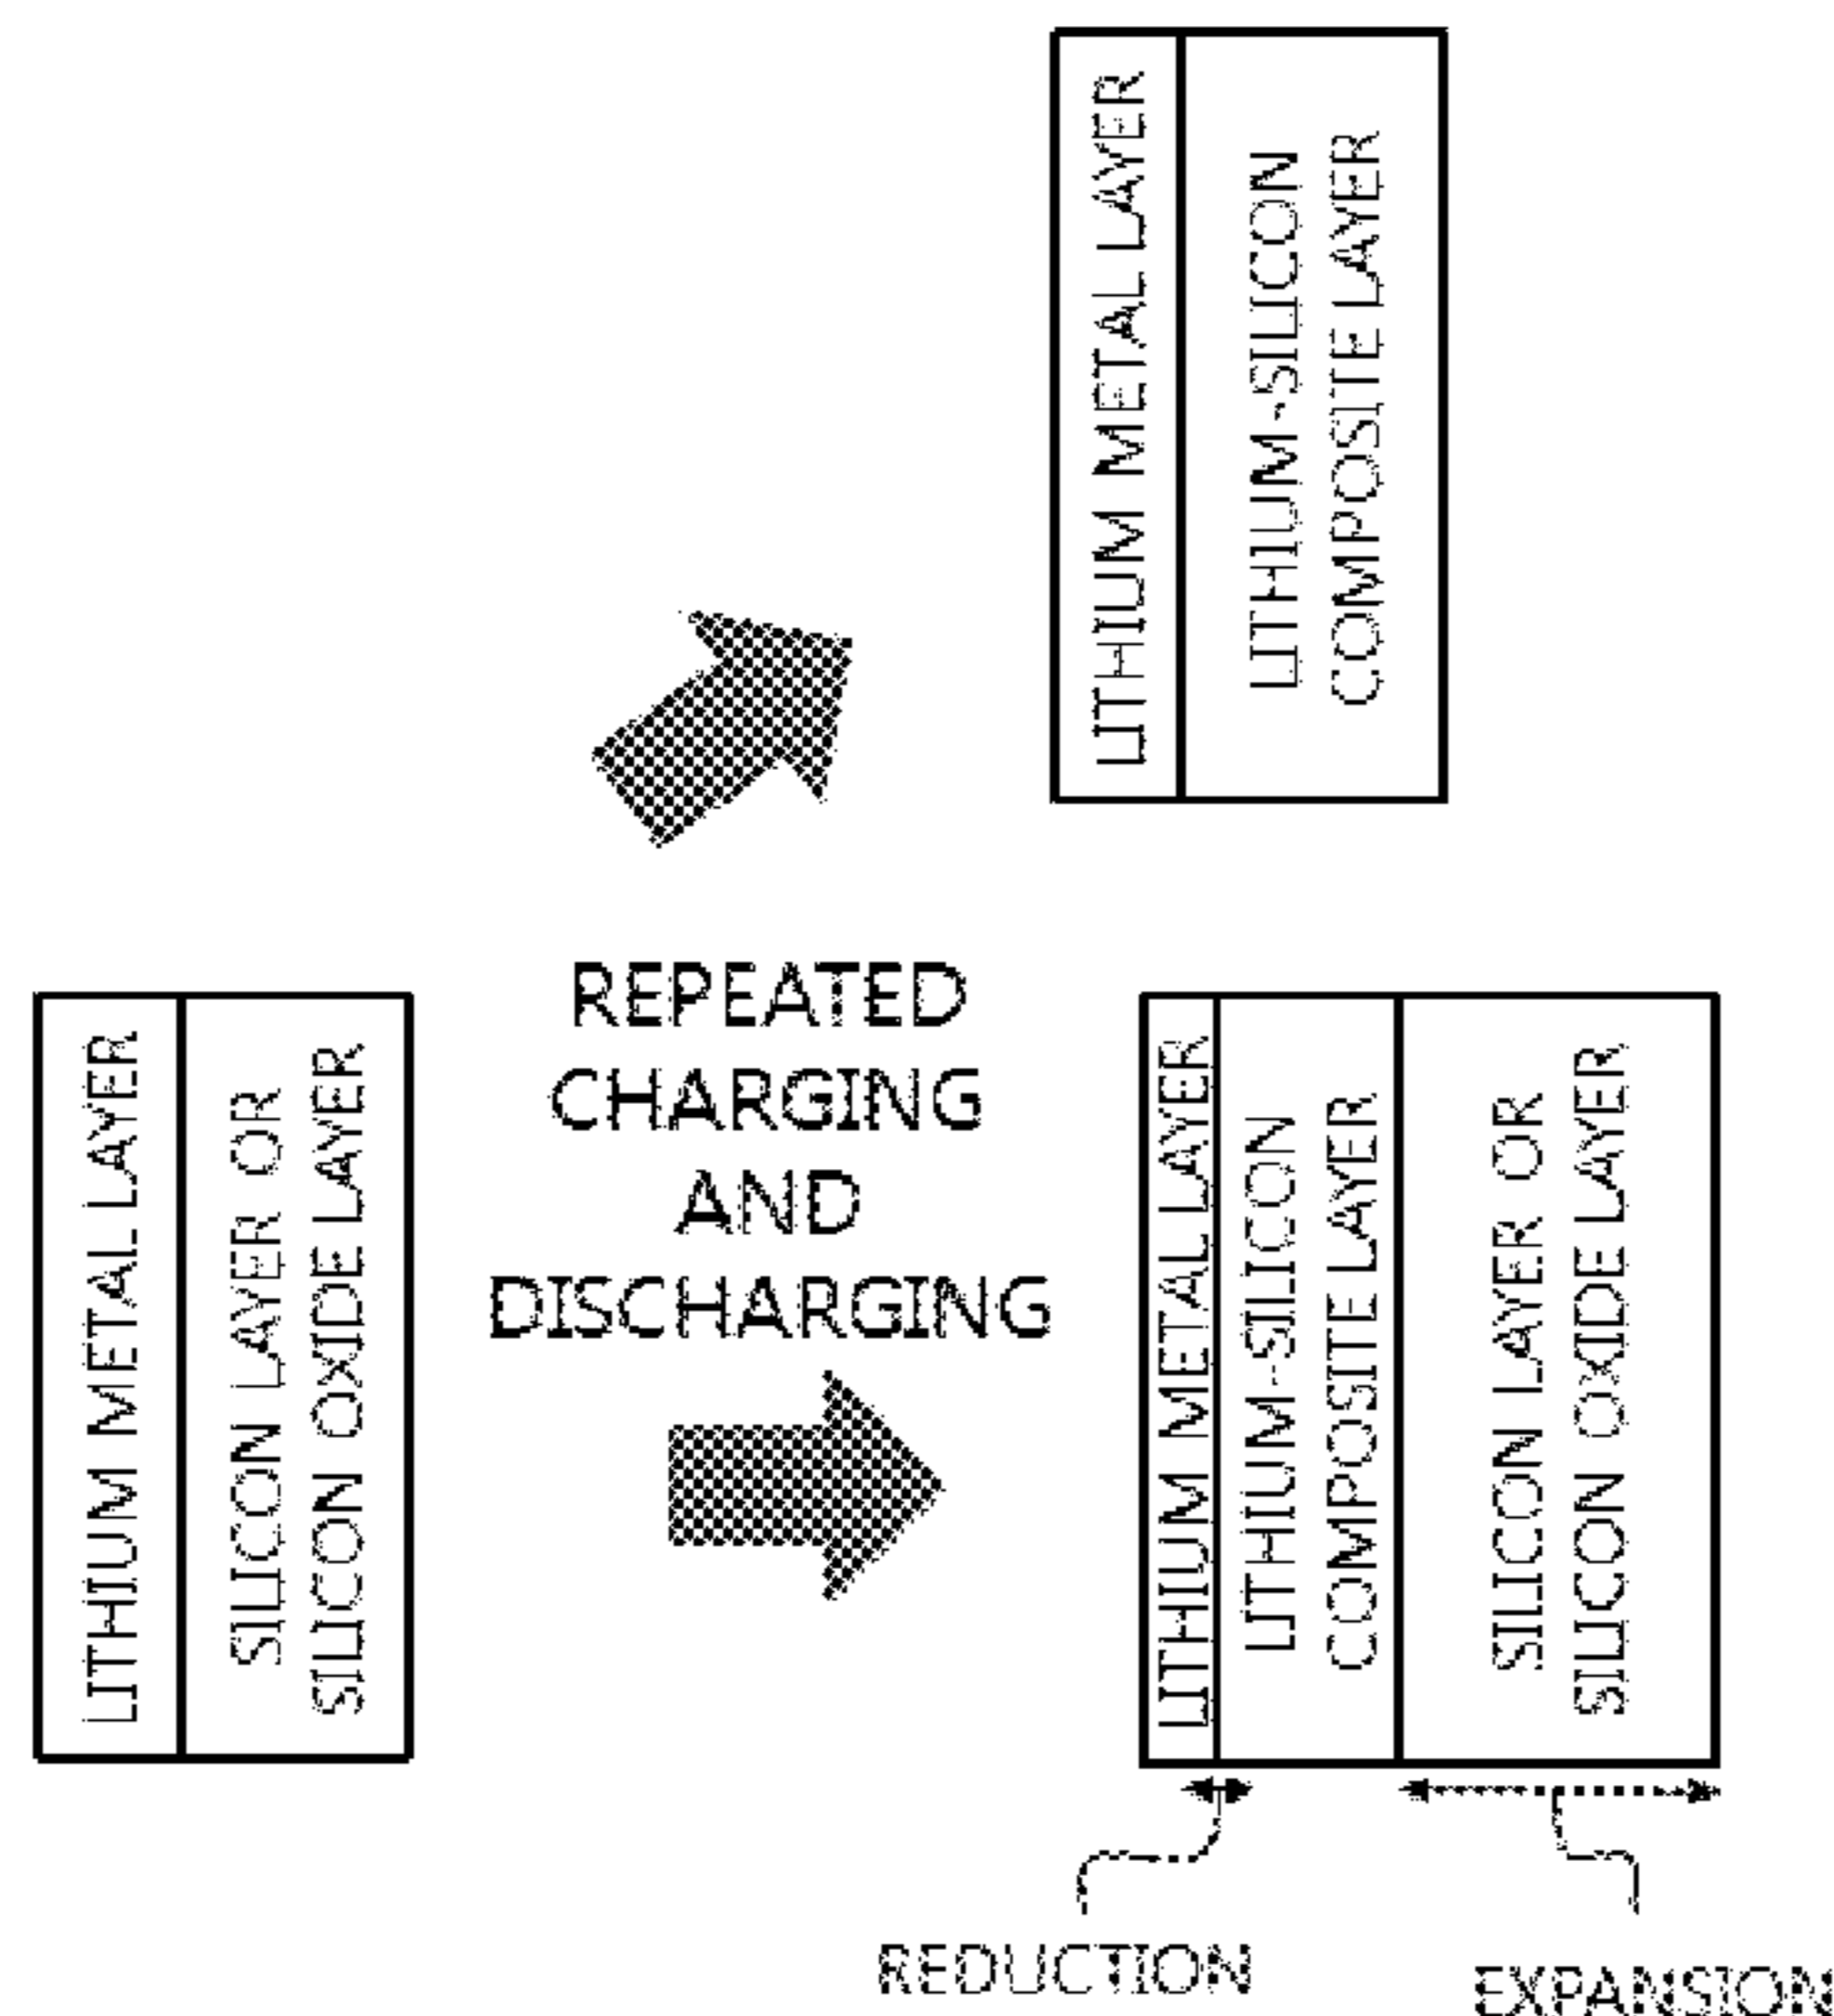 LITHIUM METAL LAYER
LITHIUM-SILICON
COMPOSITE LAYER
LITHIUM METAL LAYER
SILICON LAYER OR
SILICON OXIDE LAYER
REPEATED
CHARGING
AND
DISCHARGING
LITHIUM METAL LAYER
LITHIUM-SILICON
COMPOSITE LAYER
SILICON LAYER OR
SILICON OXIDE LAYER
REDUCTION
EXPANSION